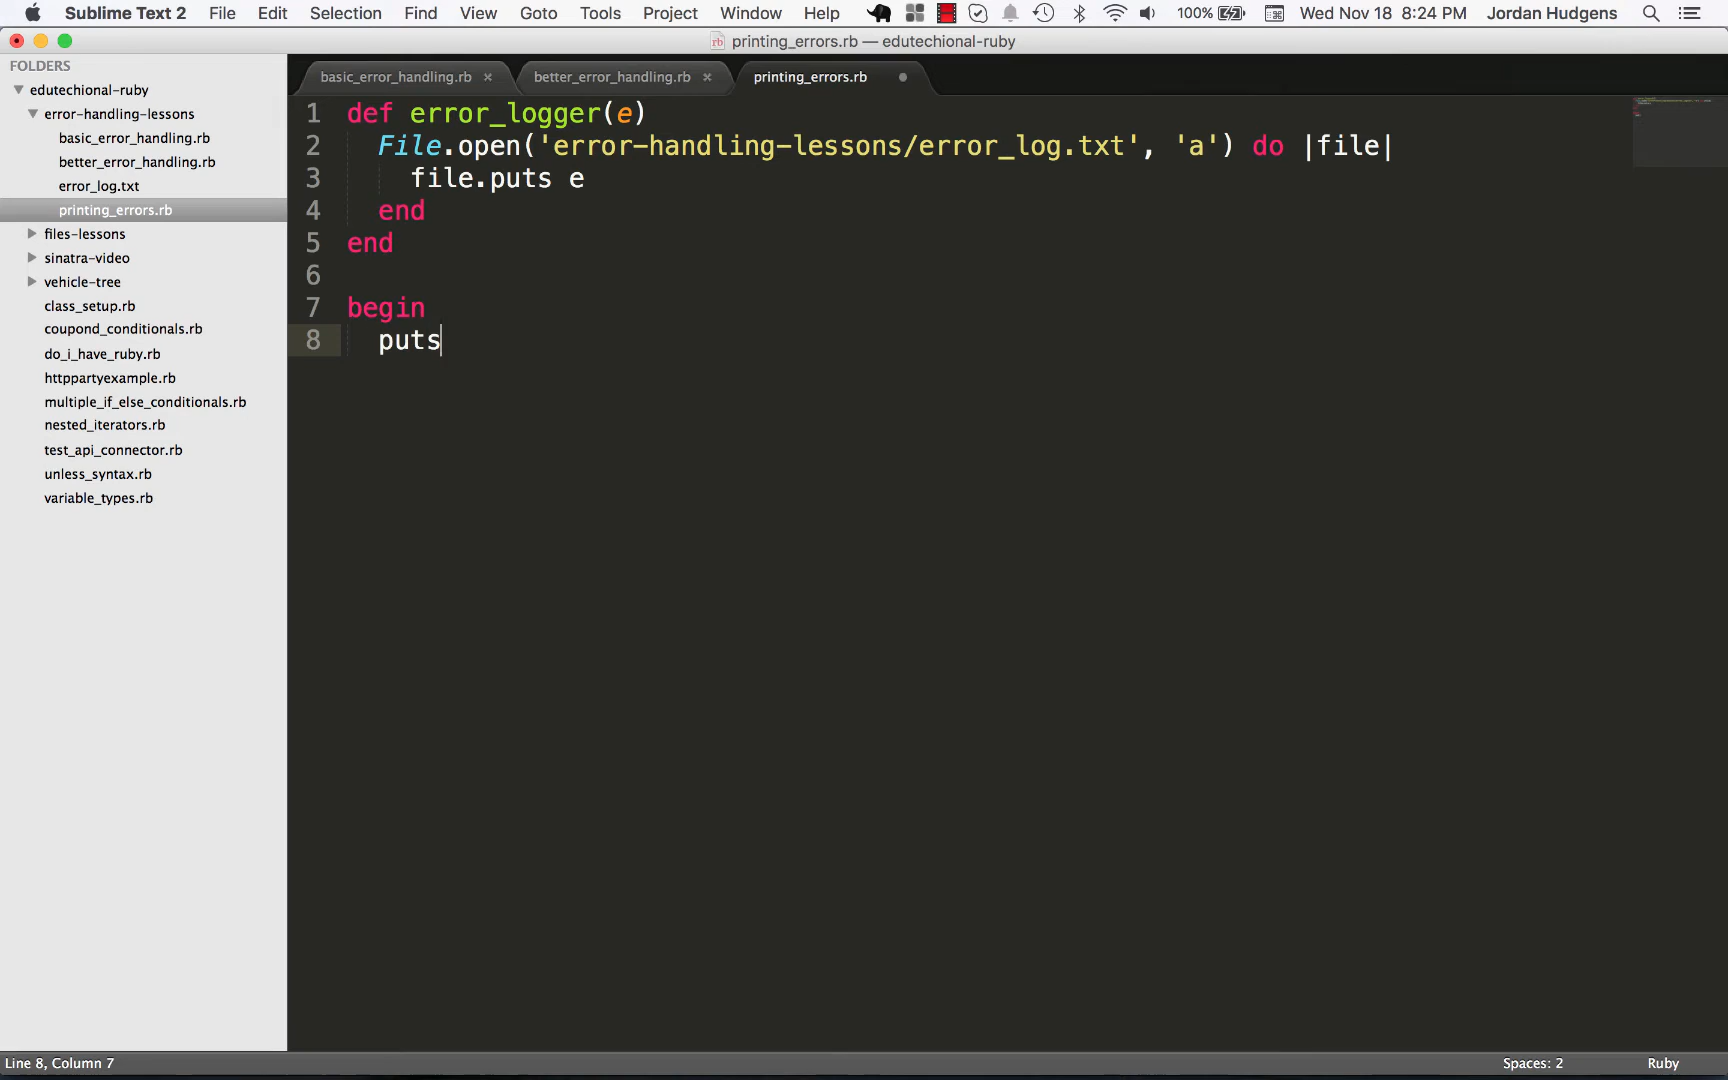 Sublime Text 2 File Edit Selection Find View Goto Tools Project Window Help 100% Wed Nov 18 8:24 PM Jordan Hudgens
rb printing_errors.rb — edutechional-ruby
FOLDERS
edutechional-ruby
error-handling-lessons
basic_error_handling.rb
better_error_handling.rb
error_log.txt
printing_errors.rb
files-lessons
sinatra-video
vehicle-tree
class_setup.rb
coupond_conditionals.rb
do_i_have_ruby.rb
httppartyexample.rb
multiple_if_else_conditionals.rb
nested_iterators.rb
test_api_connector.rb
unless_syntax.rb
variable_types.rb
basic_error_handling.rb × better_error_handling.rb × printing_errors.rb
1 def error_logger(e)
2 File.open('error-handling-lessons/error_log.txt', 'a') do |file|
3 file.puts e
4 end
5 end
6
7 begin
8 puts
Line 8, Column 7 Spaces: 2 Ruby